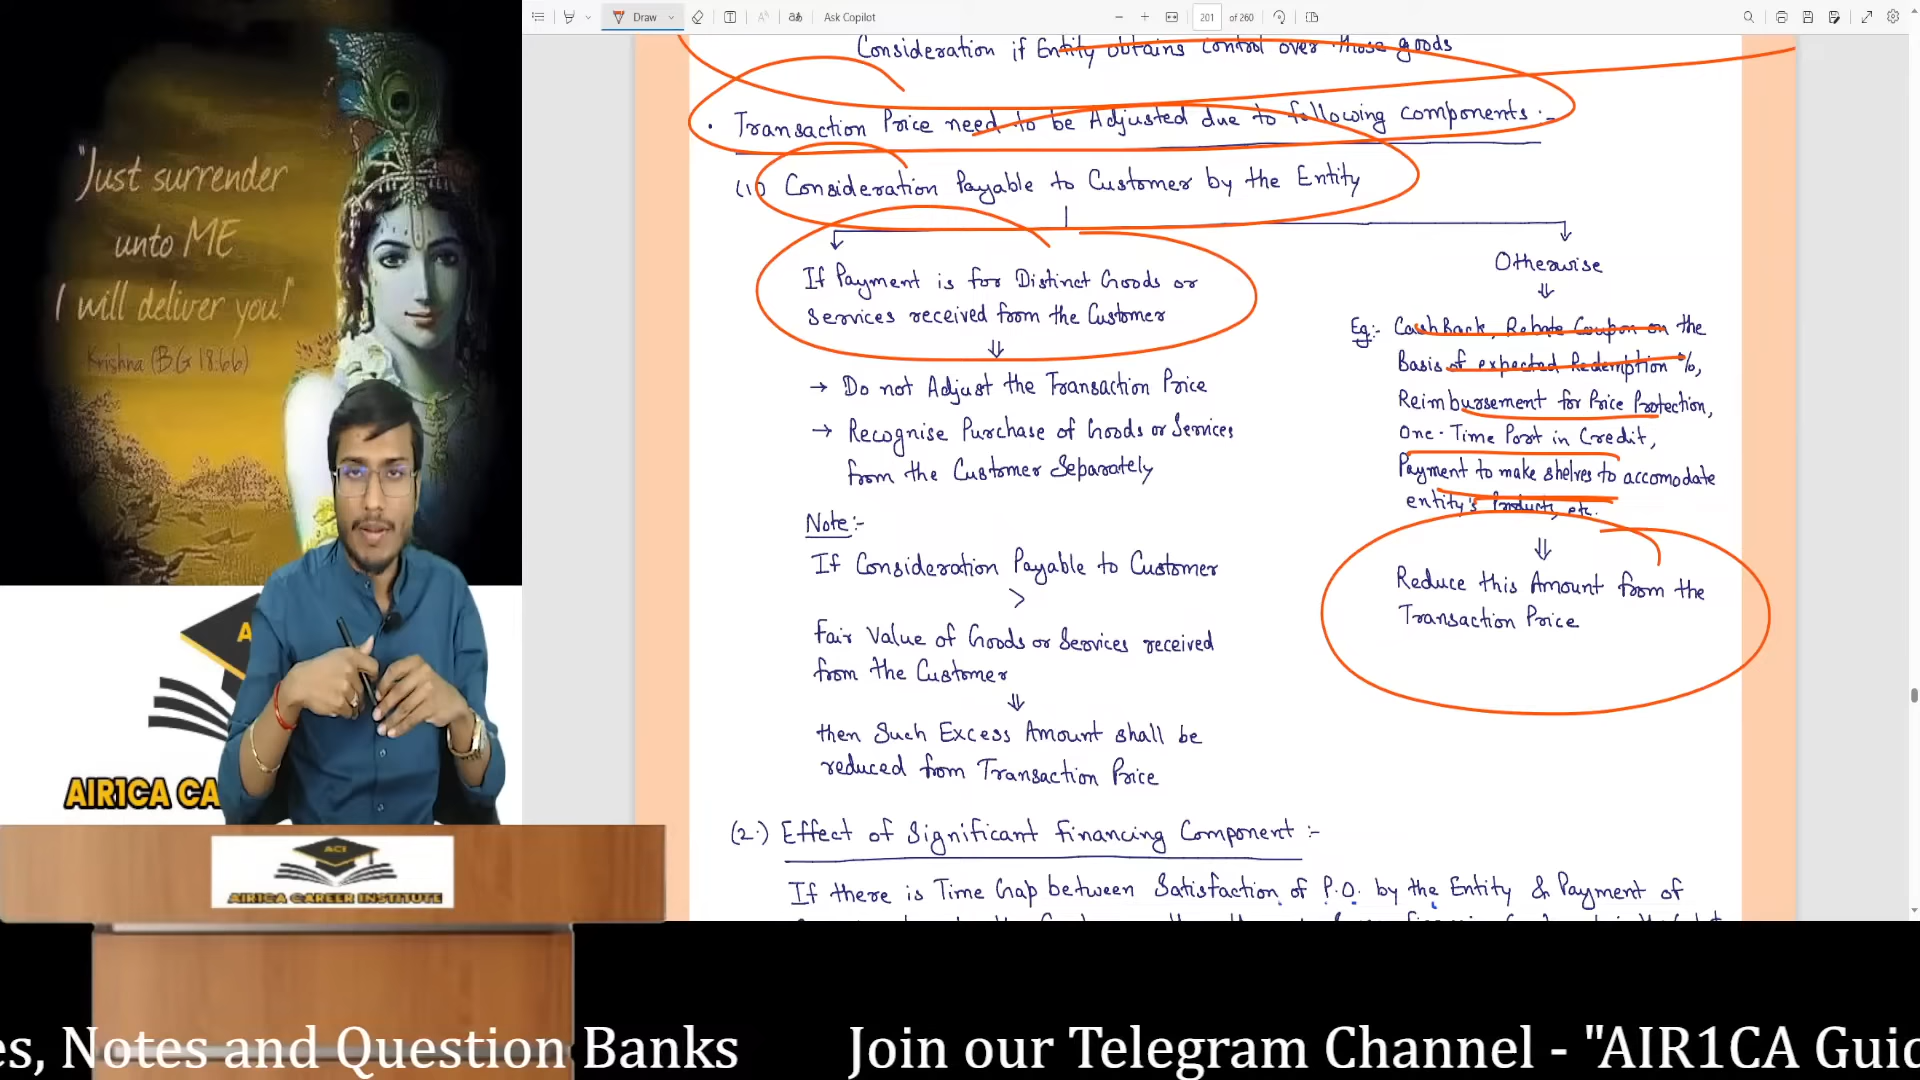 Draw
Ask Copilot
201 of 260
"Just surrender
unto ME
I will deliver you!"
Krishna (B.G 18.66)
Consideration if Entity obtains control over those goods
• Transaction Price need to be Adjusted due to following components :-
(1.) Consideration Payable to Customer by the Entity
If Payment is for Distinct Goods or
Services received from the Customer
⇓
→ Do not Adjust the Transaction Price
→ Recognise Purchase of Goods or Services
from the Customer Separately
Note:-
If Consideration Payable to Customer
>
Fair Value of Goods or Services received
from the Customer
⇓
then Such Excess Amount shall be
reduced from Transaction Price
Otherwise
⇓
Eg:- Cash Back, Rebate Coupon on the
Basis of expected Redemption %,
Reimbursement for Price Protection,
One-Time Post in Credit,
Payment to make shelves to accomodate
entity's Products, etc.
⇓
Reduce this Amount from the
Transaction Price
(2.) Effect of Significant financing Component :-
If there is Time Gap between Satisfaction of P.O. by the Entity & Payment of
AIR1CA CA
ACI
AIR1CA CAREER INSTITUTE
es, Notes and Question Banks Join our Telegram Channel - "AIR1CA Guid